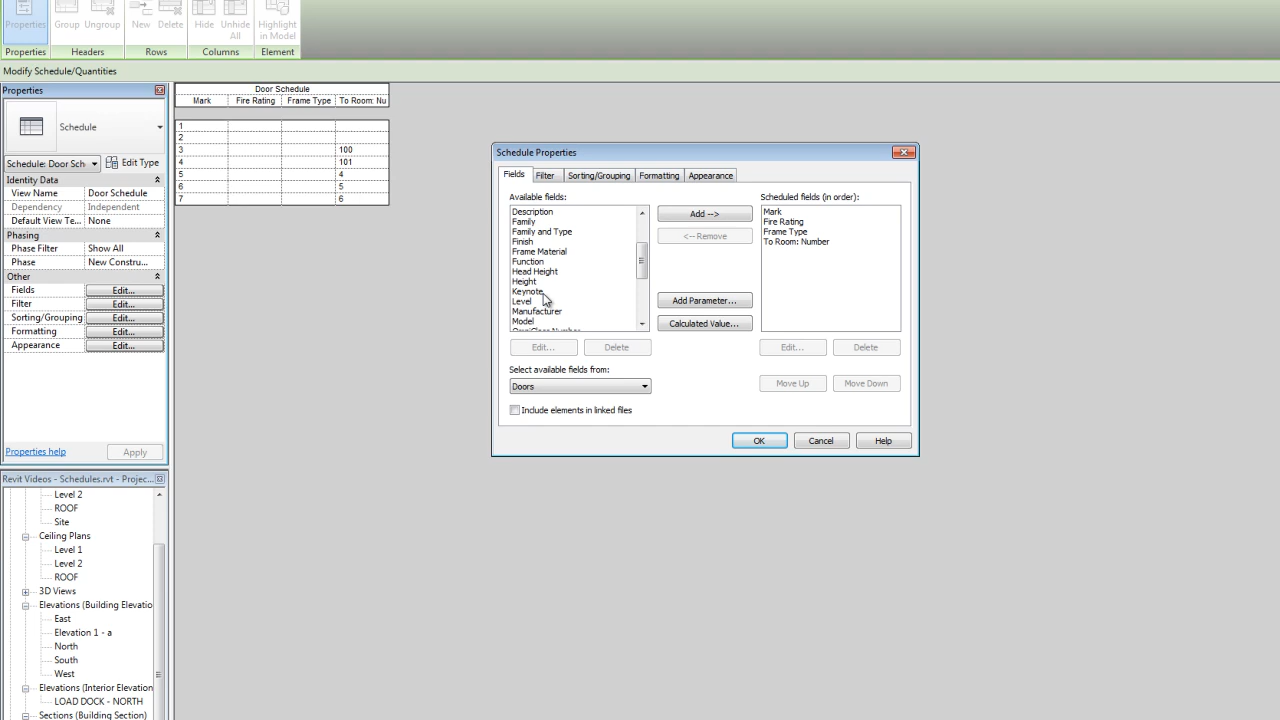 Properties
Group
Ungroup
New
Delete
Hide
Unhide
All
Highlight
in Model
Properties
Headers
Rows
Columns
Element
Modify Schedule/Quantities
Properties
Schedule
Schedule: Door Sch
Edit Type
Identity Data
View Name
Door Schedule
Dependency
Independent
Default View Te...
None
Phasing
Phase Filter
Show All
Phase
New Constru...
Other
Fields
Edit...
Filter
Edit...
Sorting/Grouping
Edit...
Formatting
Edit...
Appearance
Edit...
Properties help
Apply
Revit Videos - Schedules.rvt - Projec...
Level 2
ROOF
Site
Ceiling Plans
Level 1
Level 2
ROOF
3D Views
Elevations (Building Elevatio
East
Elevation 1 - a
North
South
West
Elevations (Interior Elevation
LOAD DOCK - NORTH
Sections (Building Section)
Door Schedule
Mark
Fire Rating
Frame Type
To Room: Nu
1
2
3
100
4
101
5
4
6
5
7
6
Schedule Properties
Fields
Filter
Sorting/Grouping
Formatting
Appearance
Available fields:
Description
Family
Family and Type
Finish
Frame Material
Function
Head Height
Height
Keynote
Level
Manufacturer
Model
OmniClass Number
Add -->
<-- Remove
Add Parameter...
Calculated Value...
Scheduled fields (in order):
Mark
Fire Rating
Frame Type
To Room: Number
Edit...
Delete
Edit...
Delete
Select available fields from:
Doors
Move Up
Move Down
Include elements in linked files
OK
Cancel
Help